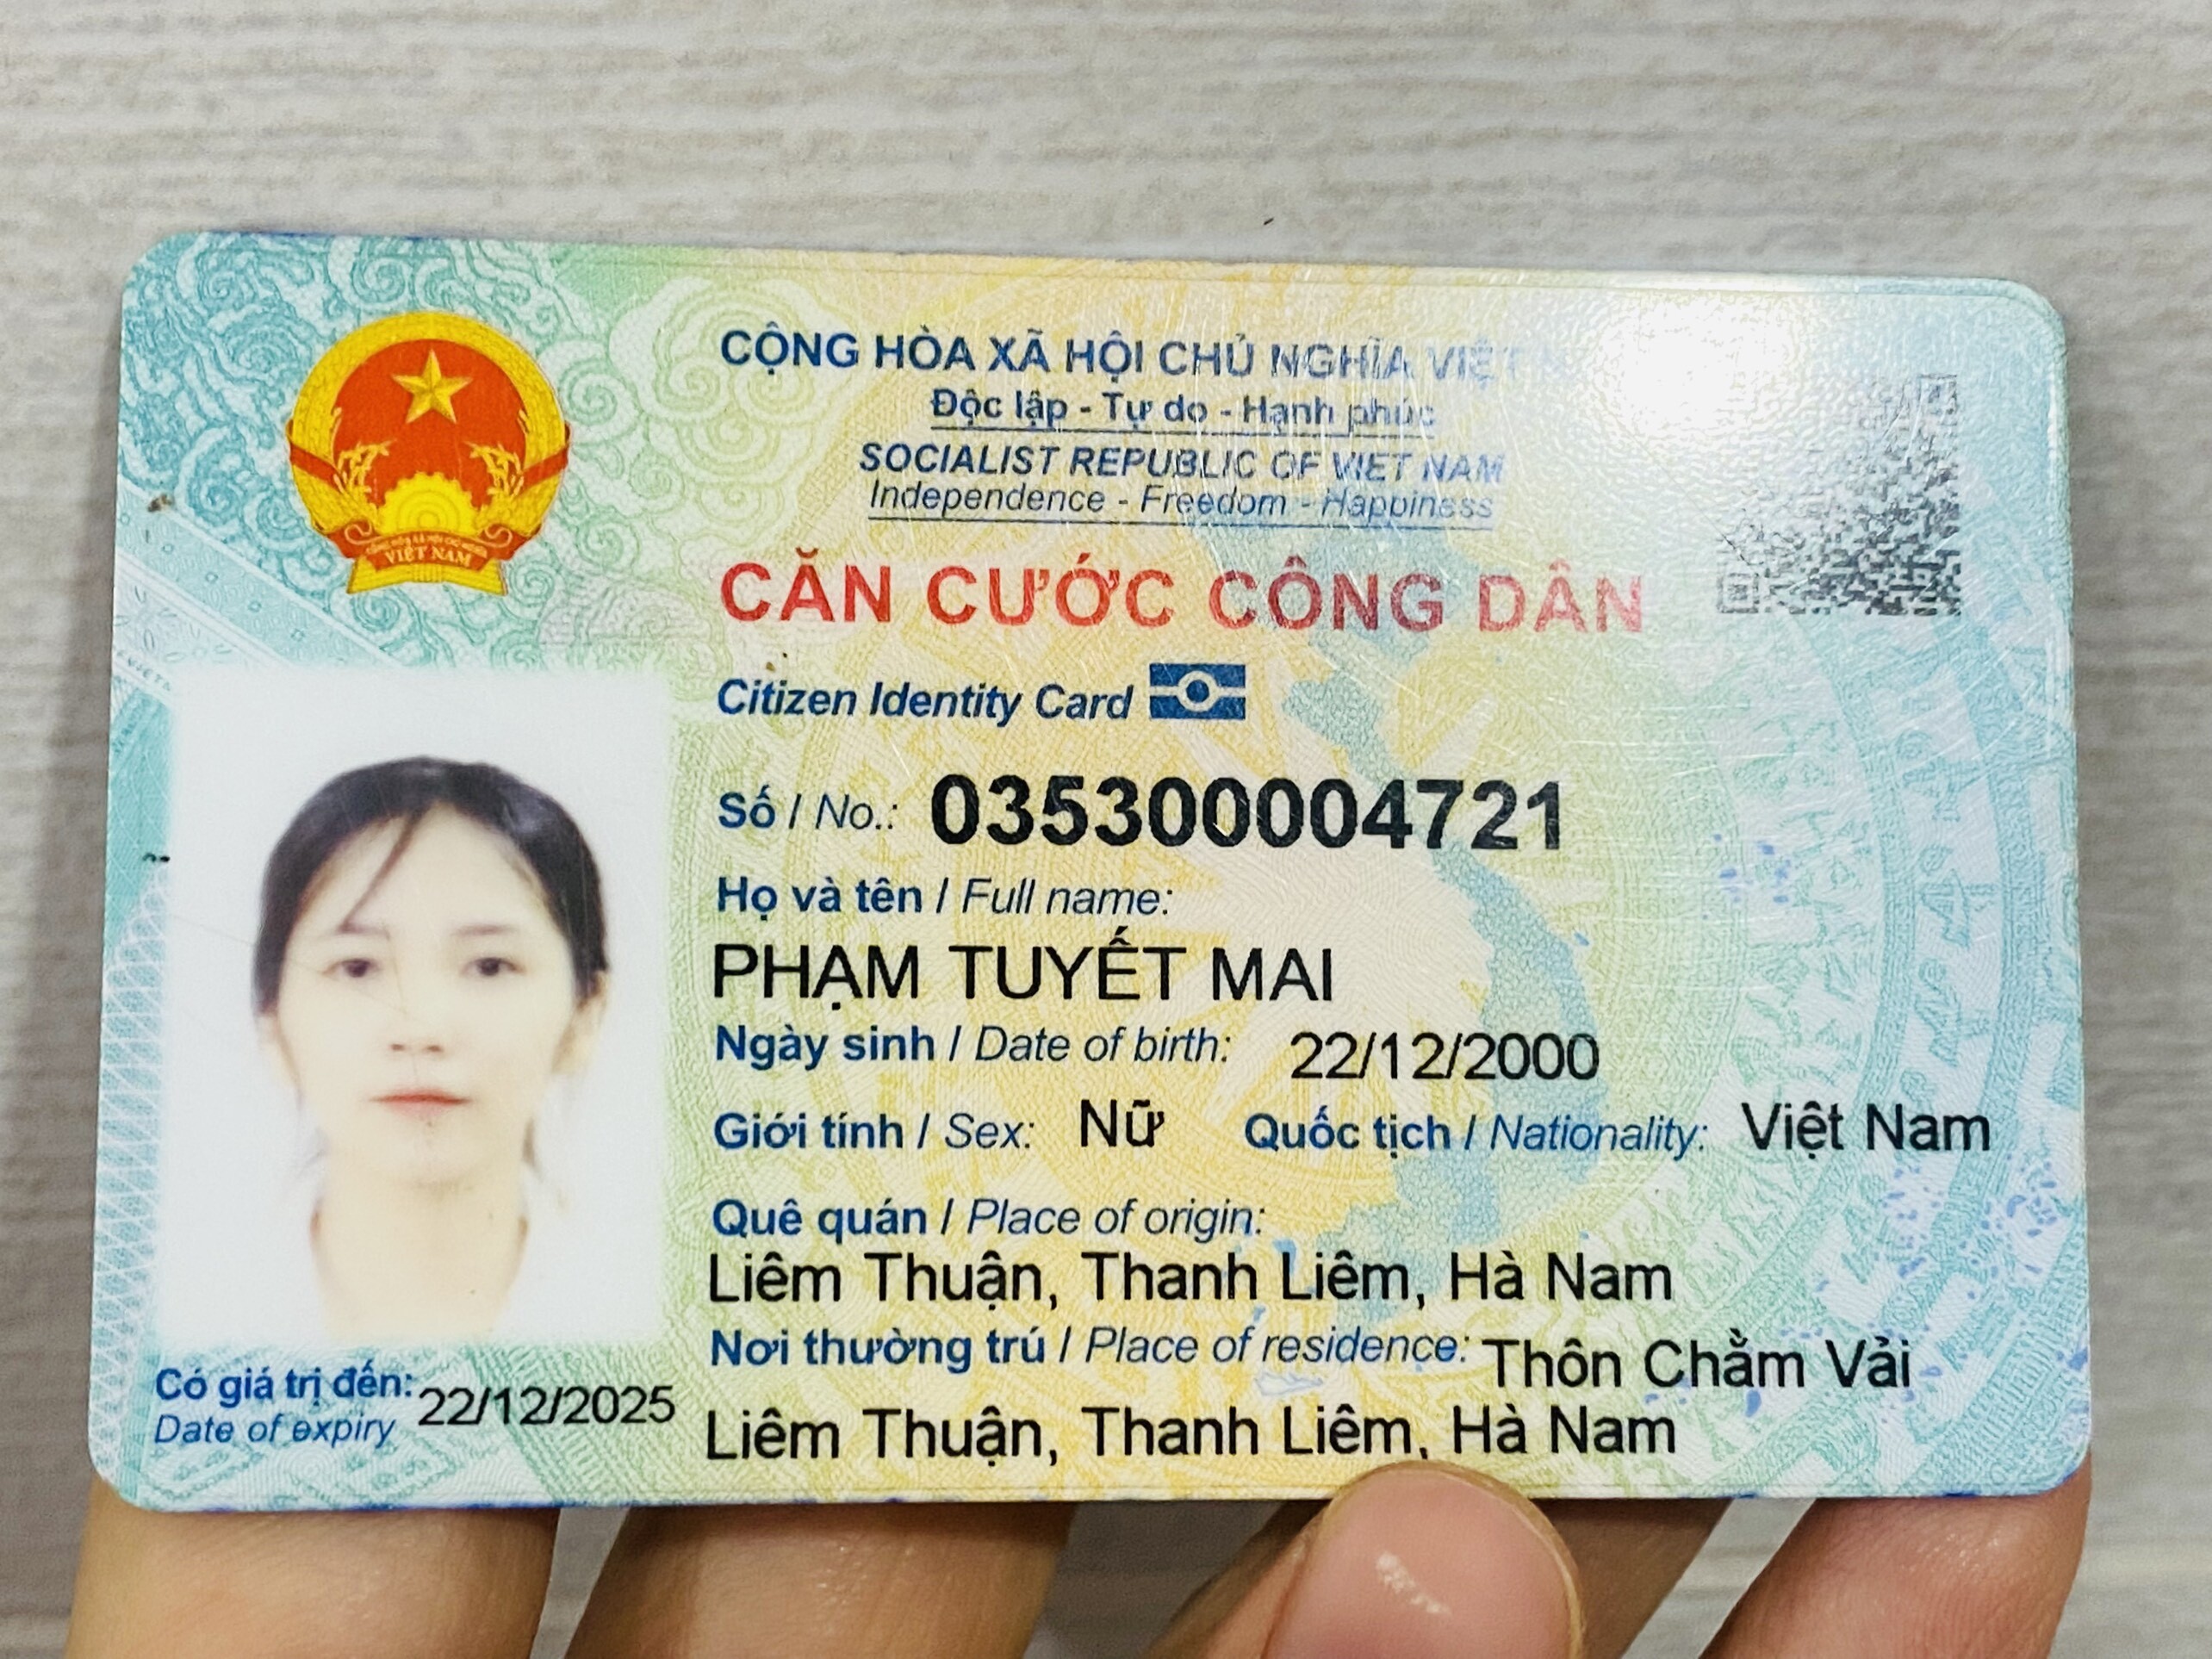 CỘNG HÒA XÃ HỘI CHỦ NGHĨA VIỆT
Độc lập - Tự do - Hạnh phúc
SOCIALIST REPUBLIC OF VIET NAM
Independence - Freedom - Happiness
VIỆT NAM
CĂN CƯỚC CÔNG DÂN
Citizen Identity Card
Số / No.: 035300004721
Họ và tên / Full name:
PHẠM TUYẾT MAI
Ngày sinh / Date of birth: 22/12/2000
Giới tính / Sex: Nữ Quốc tịch / Nationality: Việt Nam
Quê quán / Place of origin:
Liêm Thuận, Thanh Liêm, Hà Nam
Nơi thường trú / Place of residence: Thôn Chằm Vải
Liêm Thuận, Thanh Liêm, Hà Nam
Có giá trị đến: 22/12/2025
Date of expiry